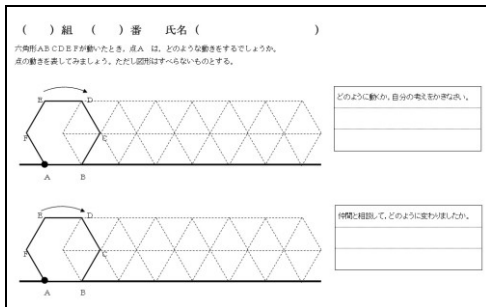 （　　）組　（　　）番　　氏名（　　　　　　　　　　）
六角形ＡＢＣＤＥＦが動いたとき、点Ａ　は、どのような動きをするでしょうか。
点の動きを表してみましょう。ただし図形はすべらないものとする。
E
D
F
C
A
B
どのように動くか、自分の考えをかきなさい。
E
D
F
C
A
B
仲間と相談して、どのように変わりましたか。